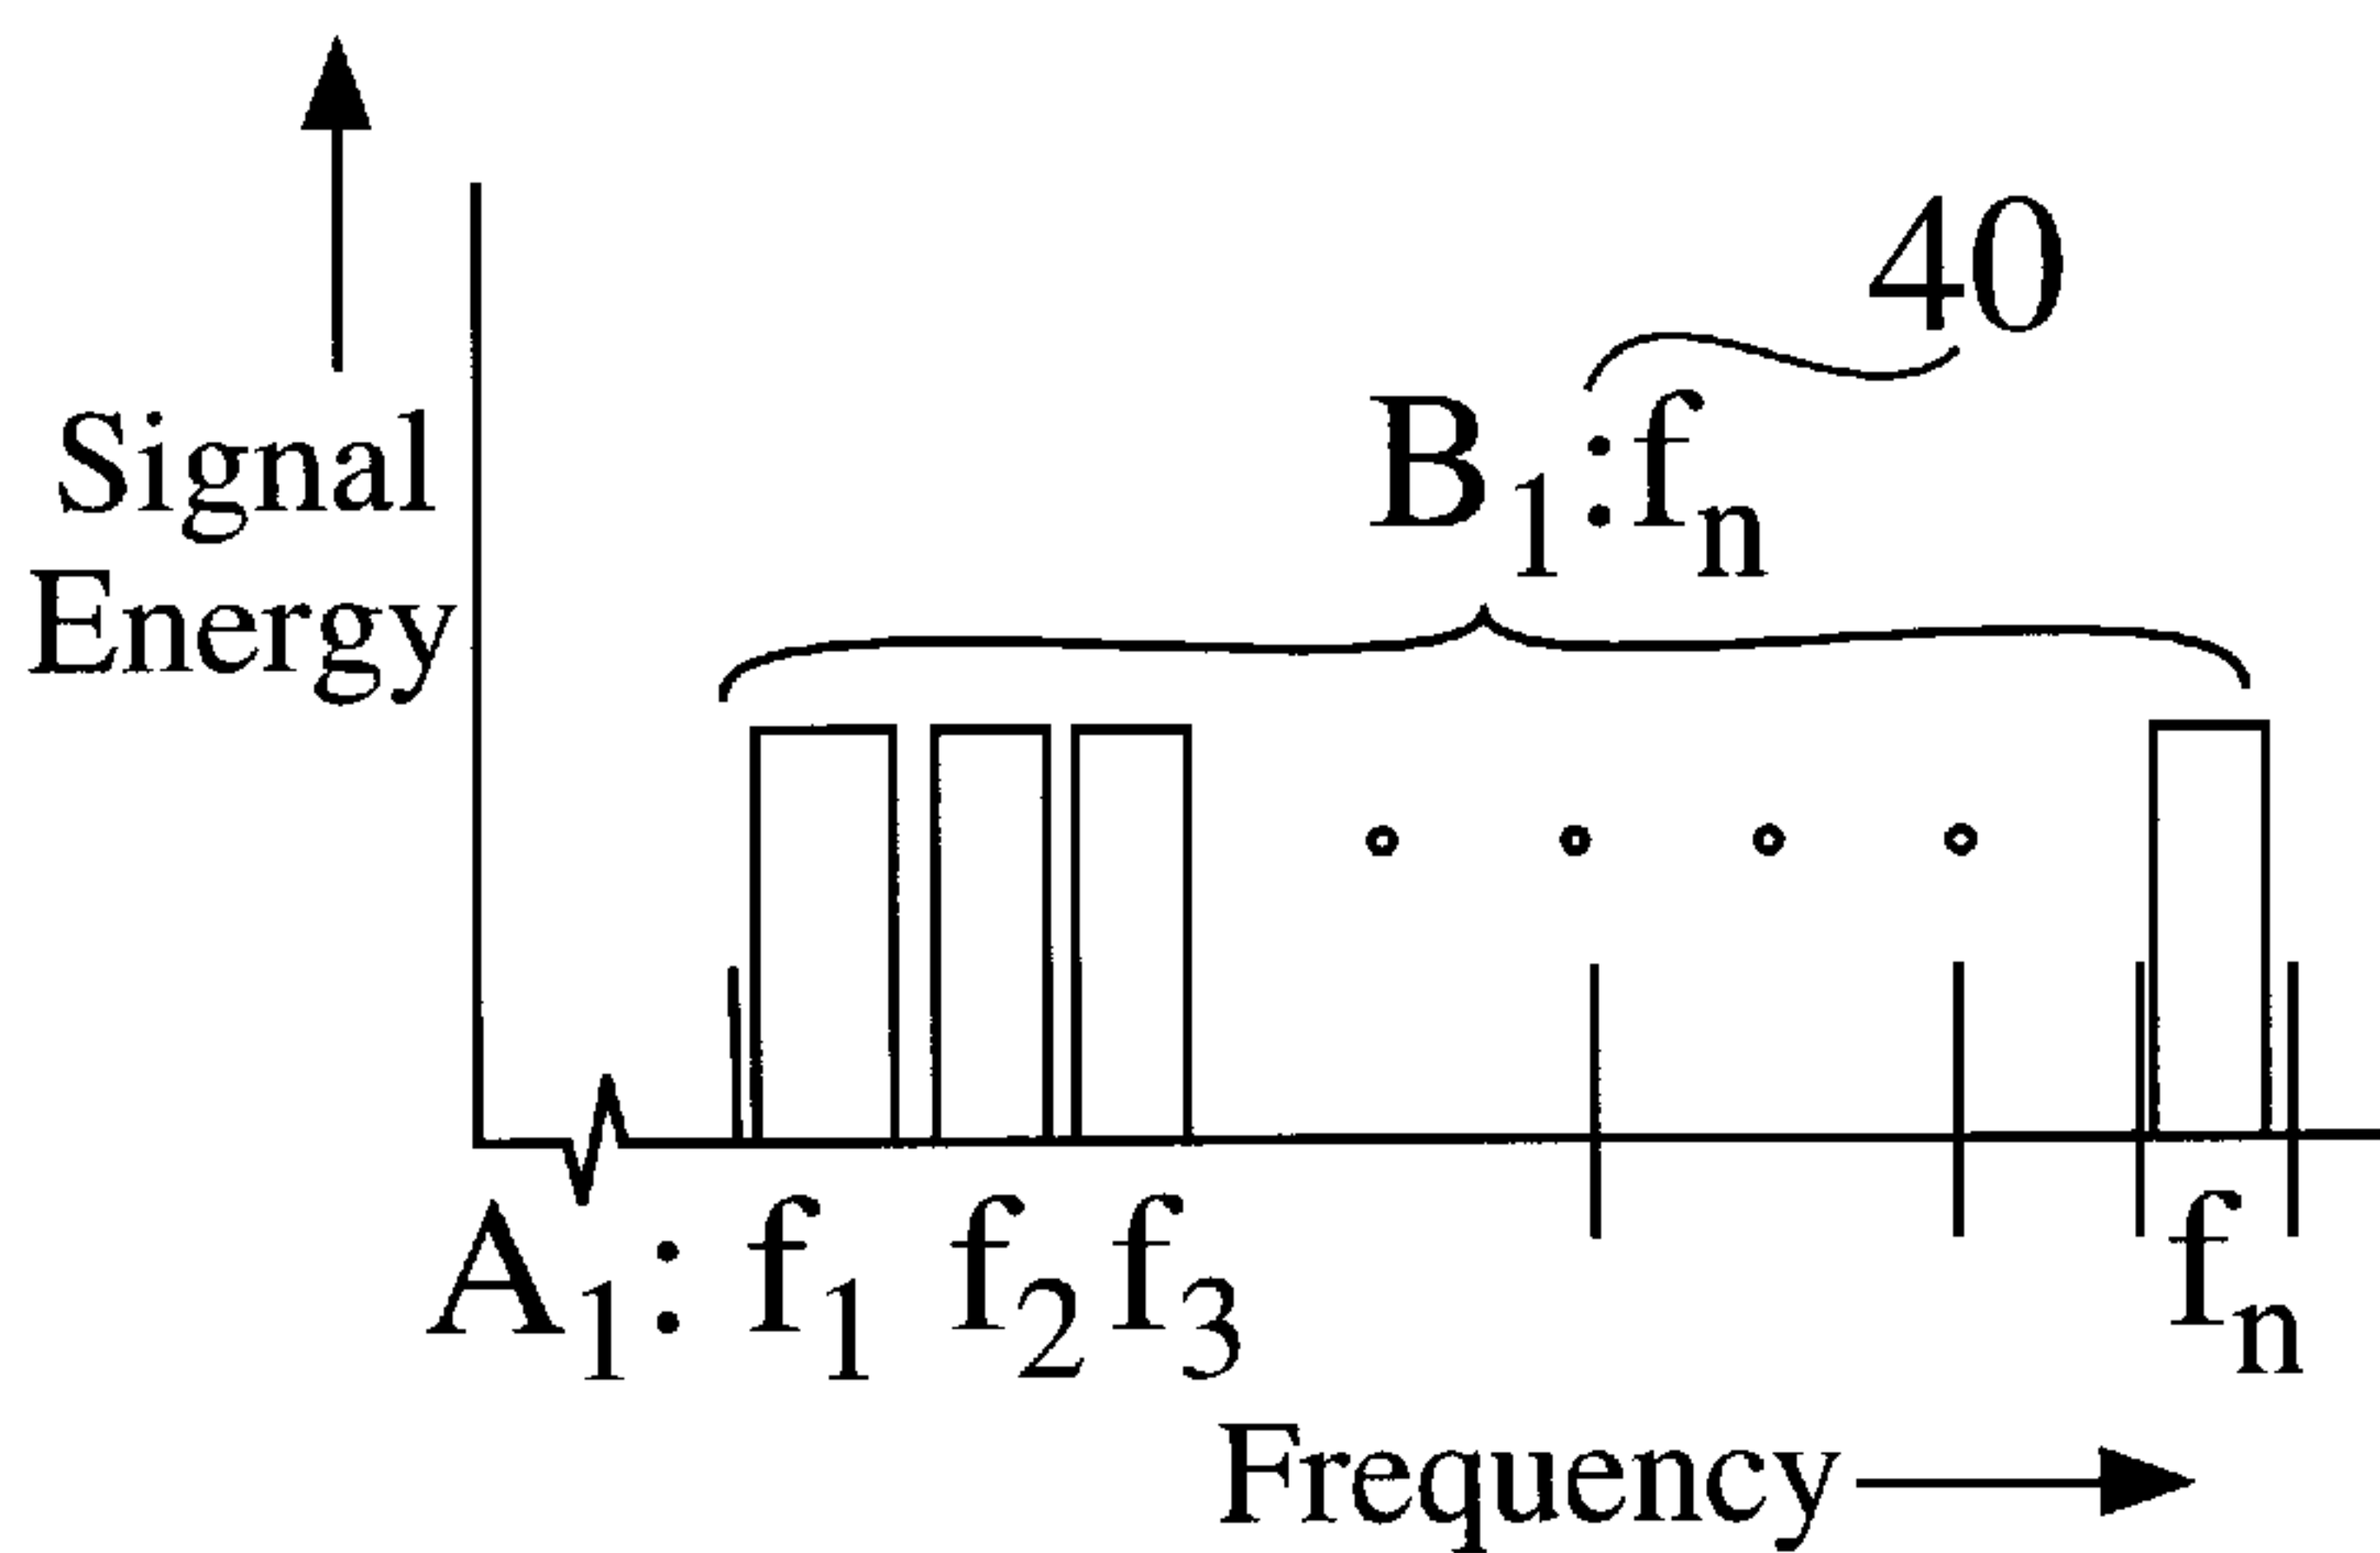 40
Signal
Energy
B₁:fₙ
A₁: f₁ f₂ f₃ fₙ
Frequency